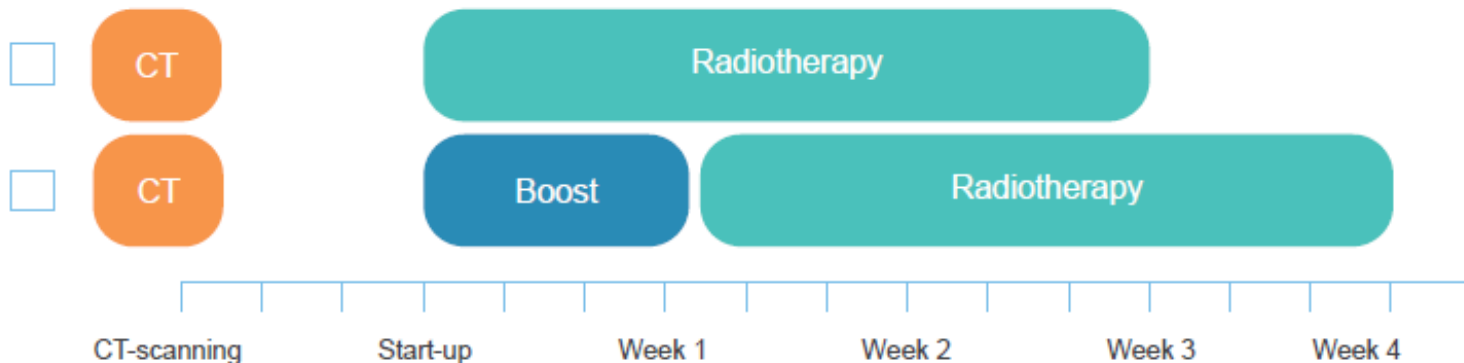 CT
Radiotherapy
CT
Boost
Radiotherapy
CT-scanning
Start-up
Week 1
Week 2
Week 3
Week 4